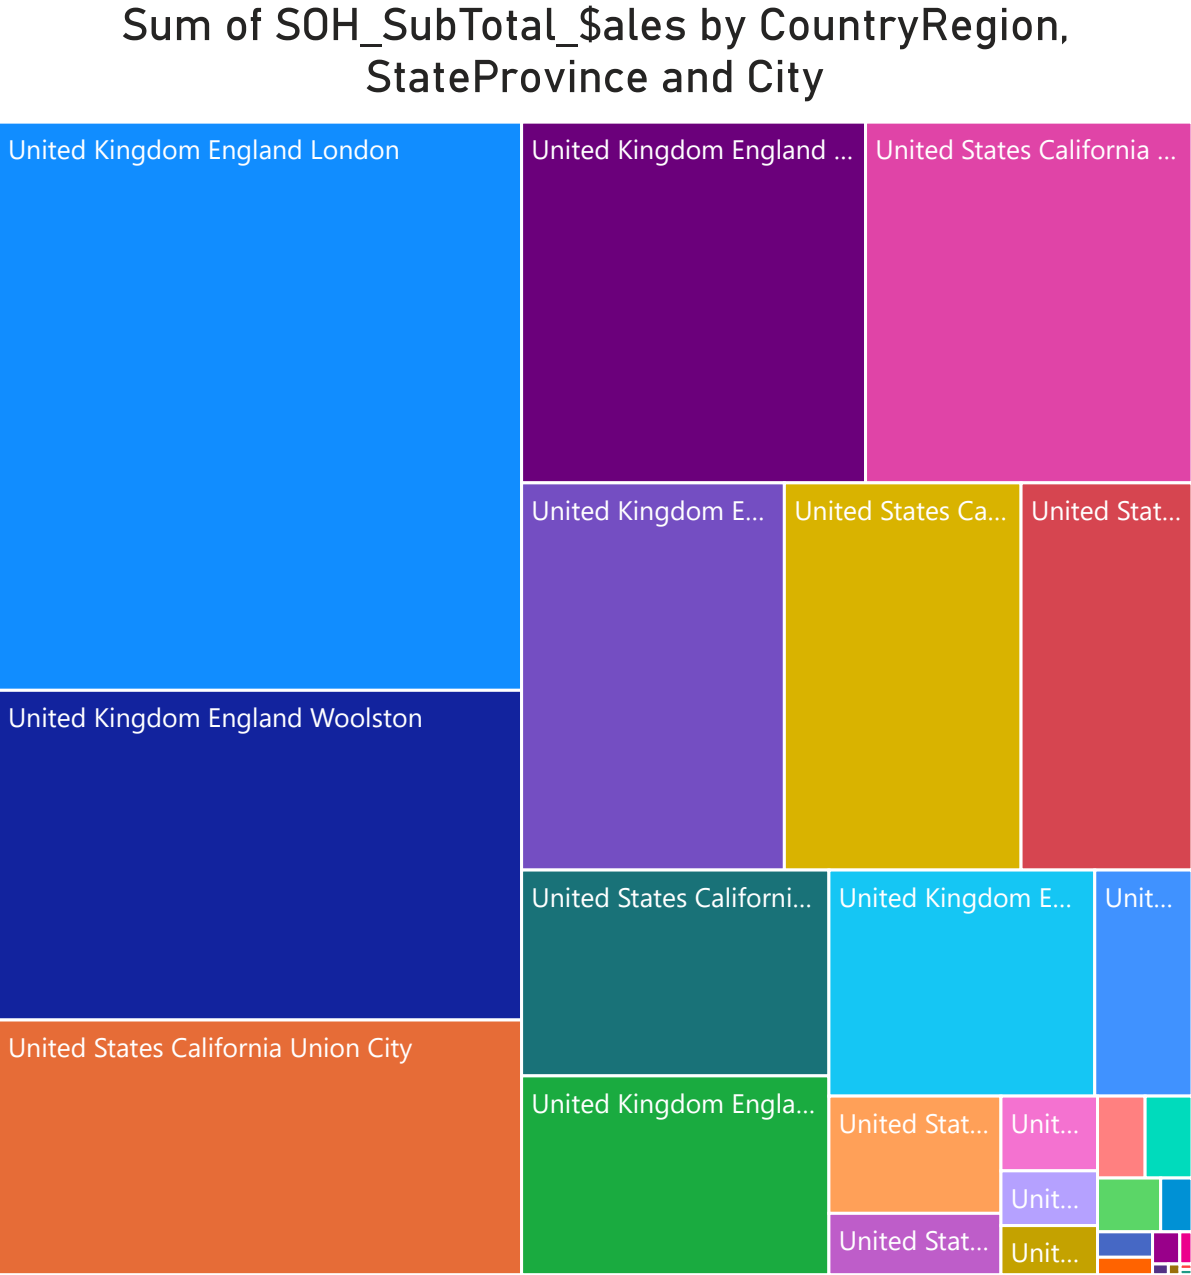 Sum of SOH_SubTotal_$ales by CountryRegion,
StateProvince and City
United Kingdom England London
United Kingdom England ...
United States California ...
United Kingdom E...
United States Ca...
United Stat...
United Kingdom England Woolston
United States Californi...
United Kingdom E...
Unit...
United States California Union City
United Kingdom Engla...
United Stat...
Unit...
Unit...
United Stat...
Unit...